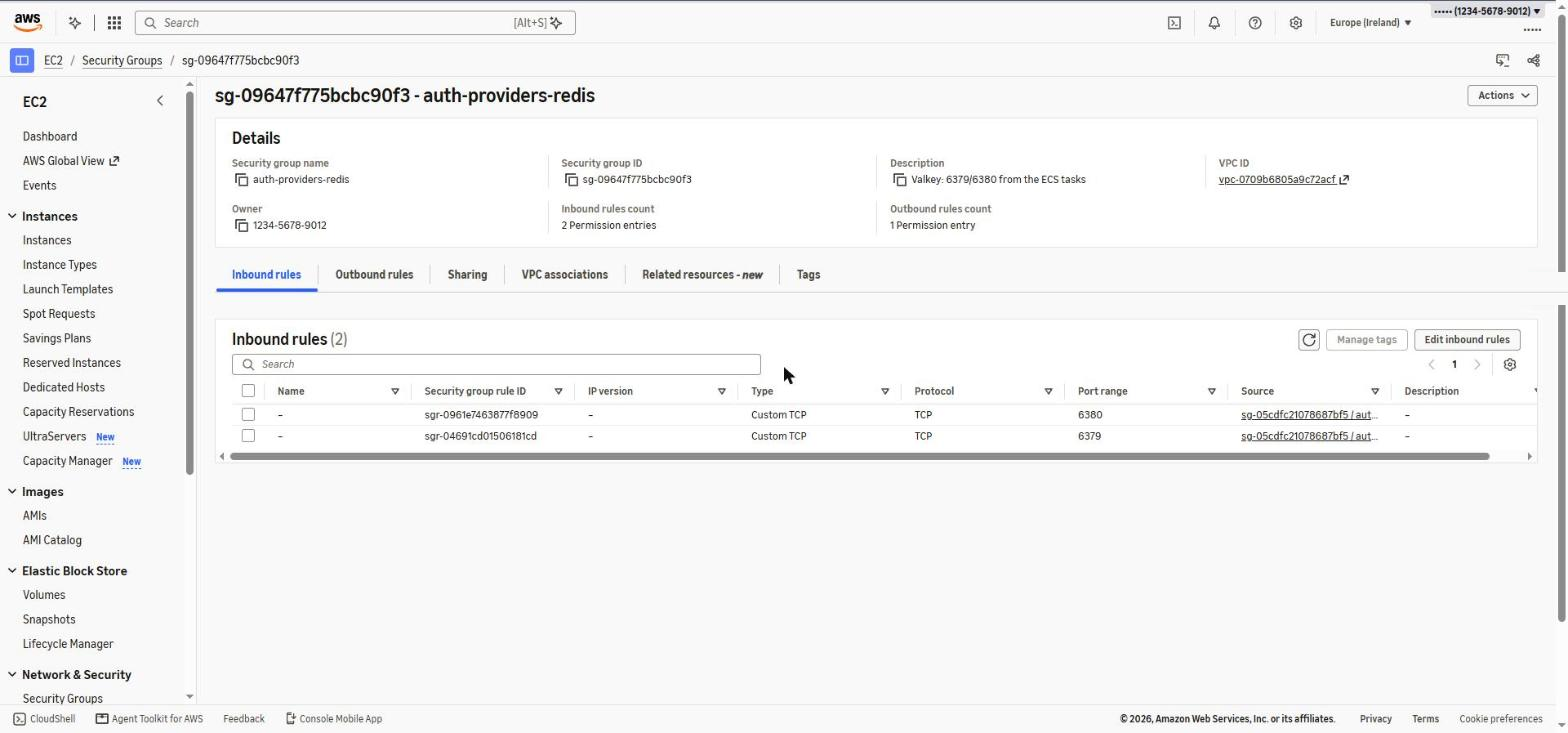 aws
Search [Alt+S]
Europe (Ireland)
••••• (1234-5678-9012)
•••••
EC2 / Security Groups / sg-09647f775bcbc90f3
EC2
Dashboard
AWS Global View
Events
Instances
Instances
Instance Types
Launch Templates
Spot Requests
Savings Plans
Reserved Instances
Dedicated Hosts
Capacity Reservations
UltraServers New
Capacity Manager New
Images
AMIs
AMI Catalog
Elastic Block Store
Volumes
Snapshots
Lifecycle Manager
Network & Security
Security Groups
sg-09647f775bcbc90f3 - auth-providers-redis
Actions
Details
Security group name
auth-providers-redis
Security group ID
sg-09647f775bcbc90f3
Description
Valkey: 6379/6380 from the ECS tasks
VPC ID
vpc-0709b6805a9c72acf
Owner
1234-5678-9012
Inbound rules count
2 Permission entries
Outbound rules count
1 Permission entry
Inbound rules Outbound rules Sharing VPC associations Related resources - new Tags
Inbound rules (2)
Manage tags
Edit inbound rules
Search
1
Name Security group rule ID IP version Type Protocol Port range Source Description
– sgr-0961e7463877f8909 – Custom TCP TCP 6380 sg-05cdfc21078687bf5 / aut... –
– sgr-04691cd01506181cd – Custom TCP TCP 6379 sg-05cdfc21078687bf5 / aut... –
CloudShell Agent Toolkit for AWS Feedback Console Mobile App
© 2026, Amazon Web Services, Inc. or its affiliates. Privacy Terms Cookie preferences